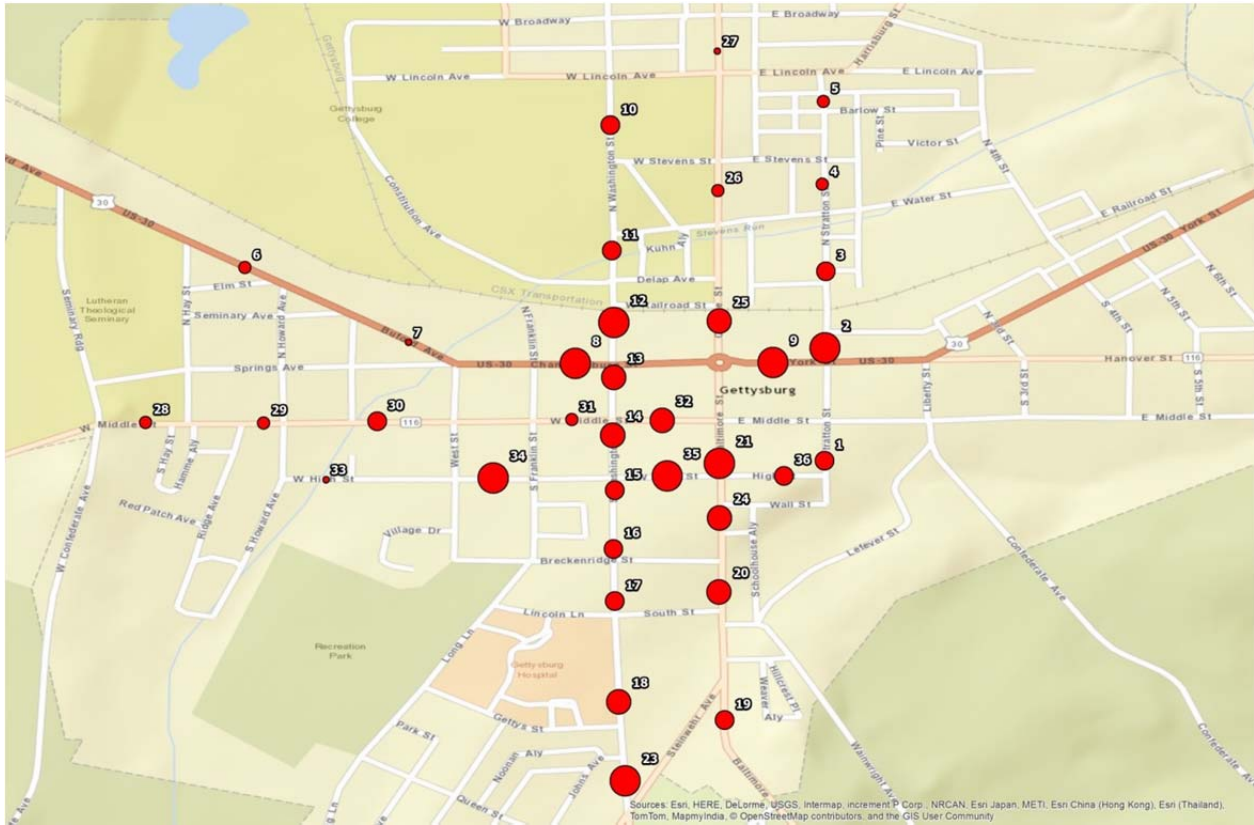 W Broadway
E Broadway
Harrisburg St
27
W Lincoln Ave
W Lincoln Ave
E Lincoln Ave
E Lincoln Ave
Gettysburg
Gettysburg
College
5
Barlow St
10
Pine St
Victor St
N 4th St
N Washington St
W Stevens St
E Stevens St
4
26
Constitution Ave
30
US-30
E Water St
E Railroad St
US-30 York St
Stevens Run
N Stratton St
11
Kuhn Aly
6
3
Elm St
Delap Ave
CSX Transportation
N Hay St
Lutheran
Theological
Seminary
Seminary Rdg
Seminary Ave
N Howard Ave
12
25
N Franklin St
2
7
8
9
13
Springs Ave
US-30
York St
US-30
30
N 3rd St
S 4th St
N 5th St
N 6th St
Hanover St
116
Gettysburg
Liberty St
S 3rd St
S 5th St
28
29
30
31
32
W Middle St
116
W Middle St
E Middle St
E Middle St
14
S Hay St
Hamme Aly
West St
S Franklin St
21
1
34
35
36
33
W High St
15
Wall St
24
Red Patch Ave
Ridge Ave
S Howard Ave
W Confederate Ave
Village Dr
16
Breckenridge St
Schoolhouse Aly
Lefever St
Confederate Ave
20
17
Lincoln Ln
South St
Recreation
Park
Long Ln
Gettysburg
Hospital
18
Weaver
Aly
Hillcrest Pl
19
Gettys St
Park St
Steinwehr Ave
Noonan
Aly
Johns Ave
23
Queen St
Baltimore
Wainwright Ave
Confederate Ave
Sources: Esri, HERE, DeLorme, USGS, Intermap, increment P Corp., NRCAN, Esri Japan, METI, Esri China (Hong Kong), Esri (Thailand),
TomTom, MapmyIndia, © OpenStreetMap contributors, and the GIS User Community